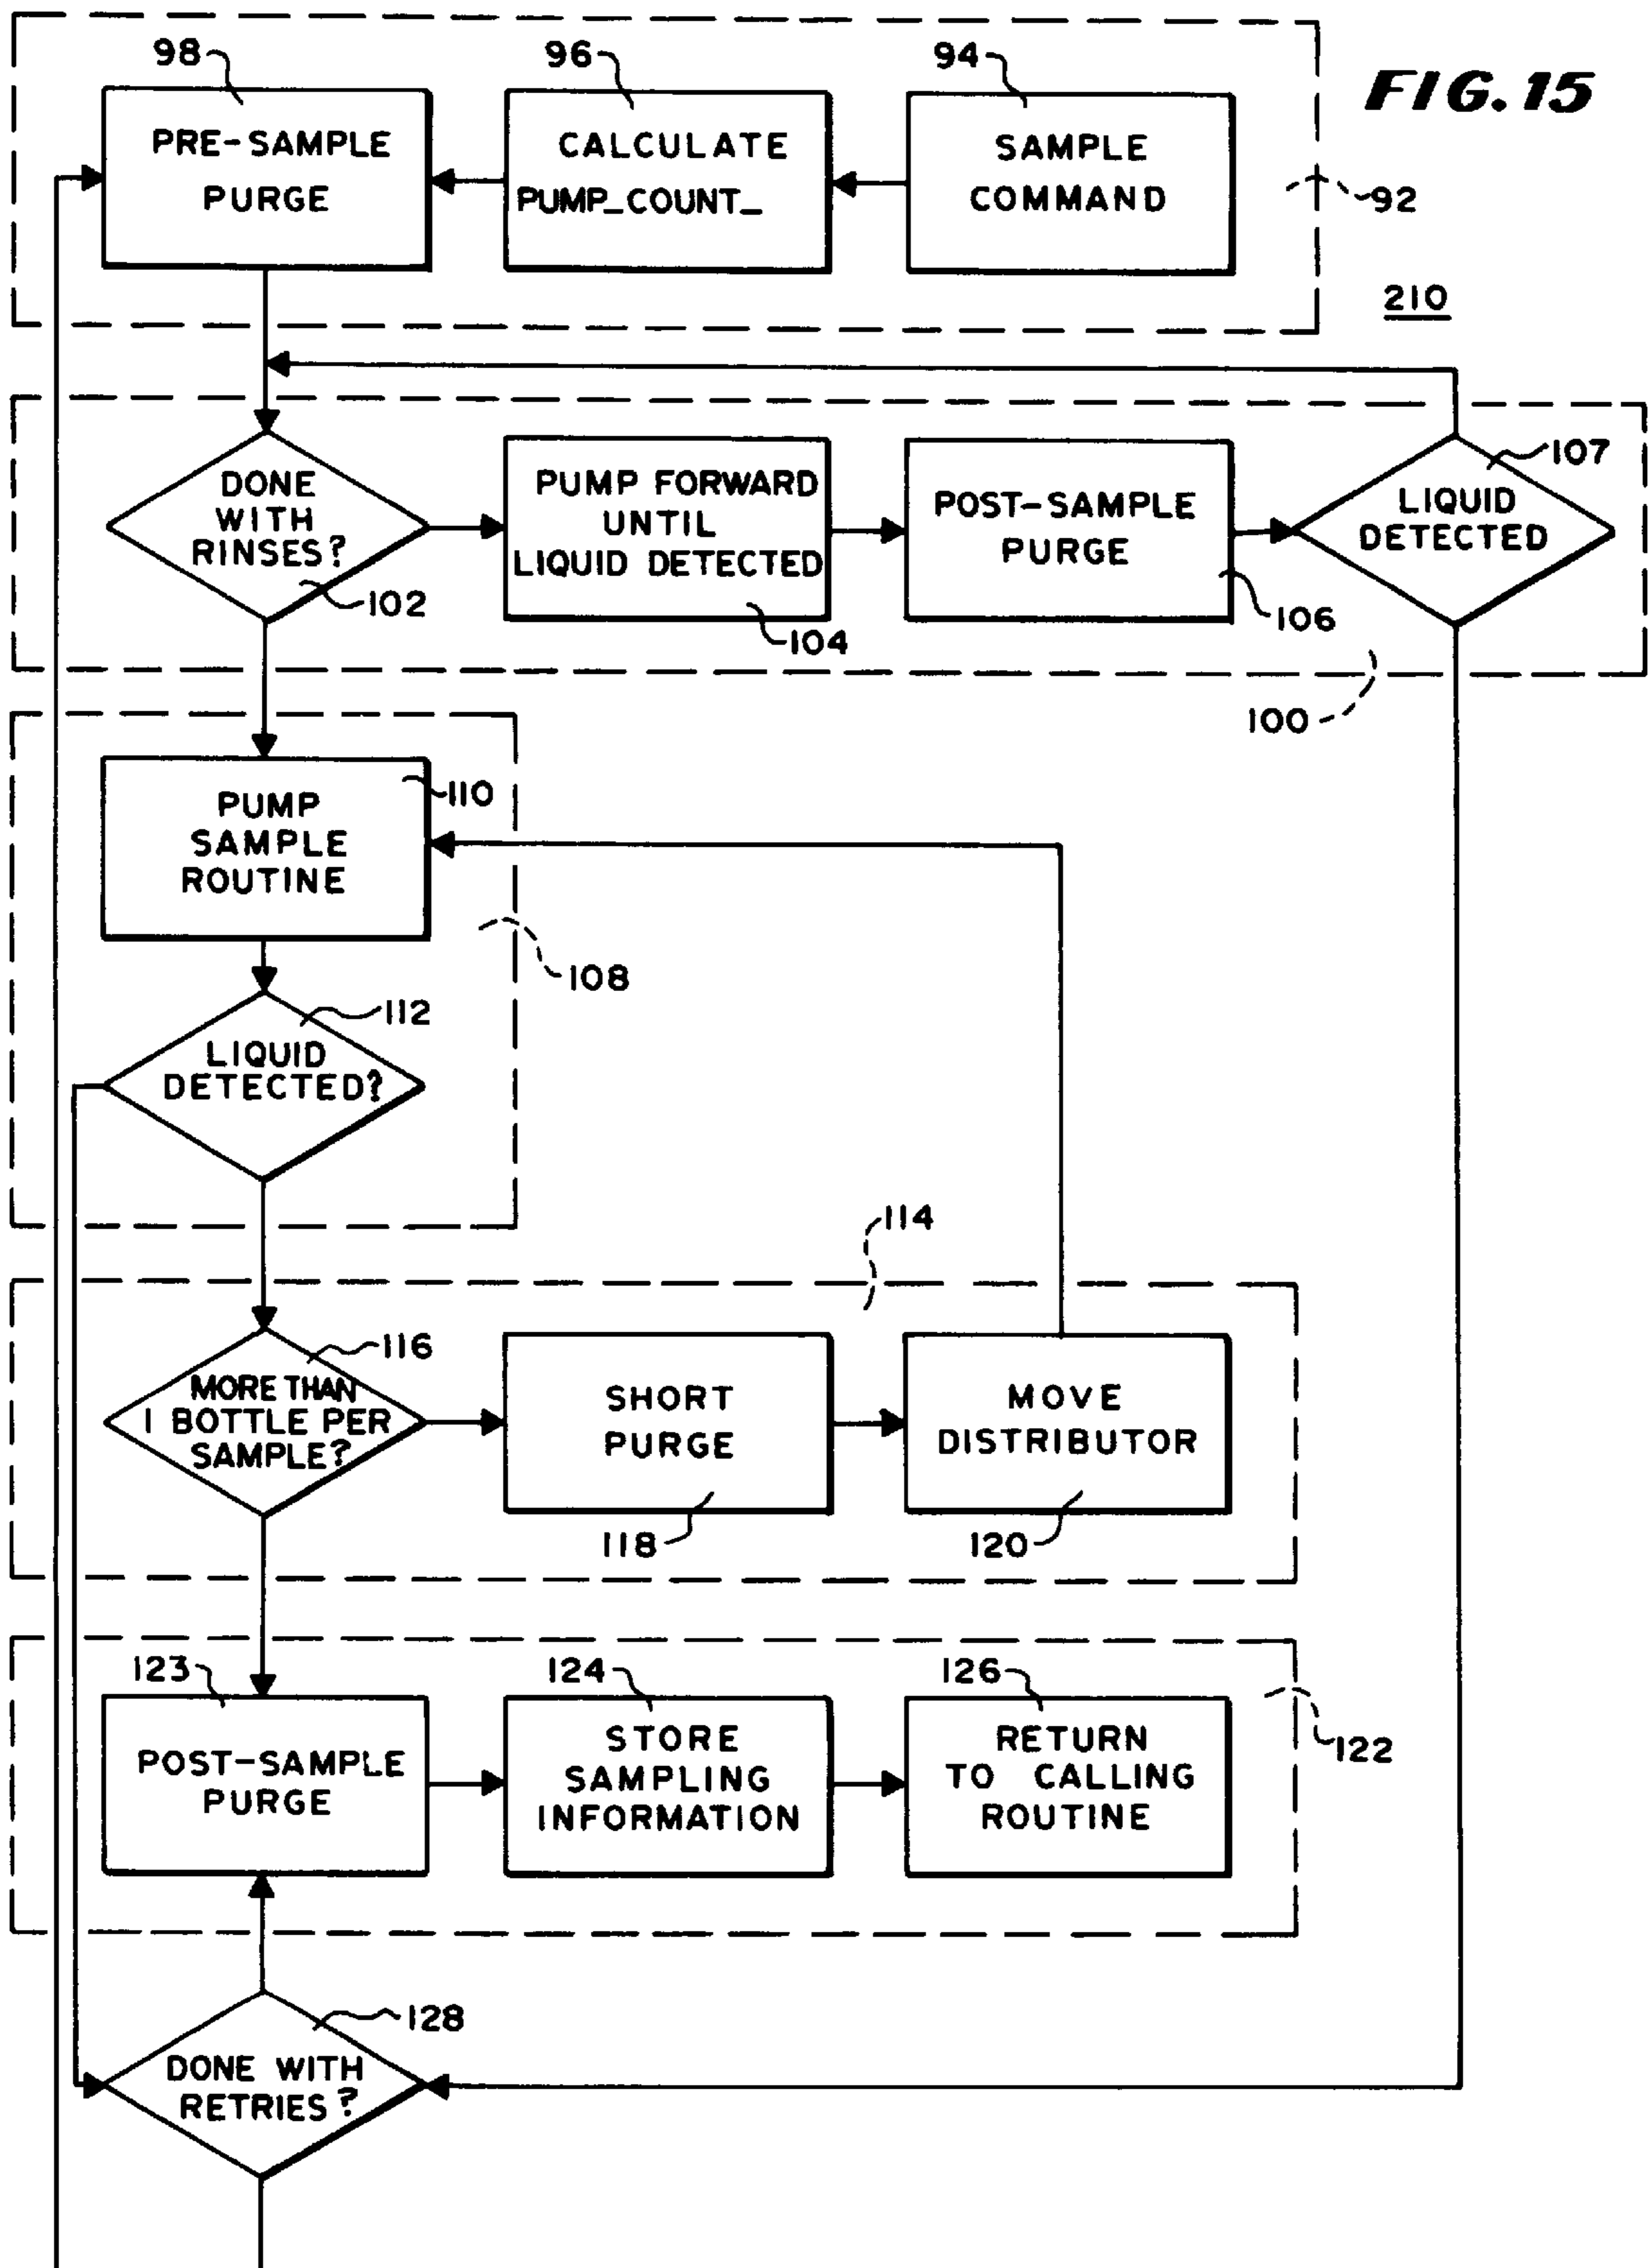 FIG. 15
98
96
94
PRE-SAMPLE
PURGE
CALCULATE
PUMP_COUNT_
SAMPLE
COMMAND
92
210
DONE
WITH
RINSES?
102
PUMP FORWARD
UNTIL
LIQUID DETECTED
104
POST-SAMPLE
PURGE
106
107
LIQUID
DETECTED
100
110
PUMP
SAMPLE
ROUTINE
108
112
LIQUID
DETECTED?
114
116
MORE THAN
1 BOTTLE PER
SAMPLE?
SHORT
PURGE
118
MOVE
DISTRIBUTOR
120
123
POST-SAMPLE
PURGE
124
STORE
SAMPLING
INFORMATION
126
RETURN
TO CALLING
ROUTINE
122
128
DONE WITH
RETRIES?